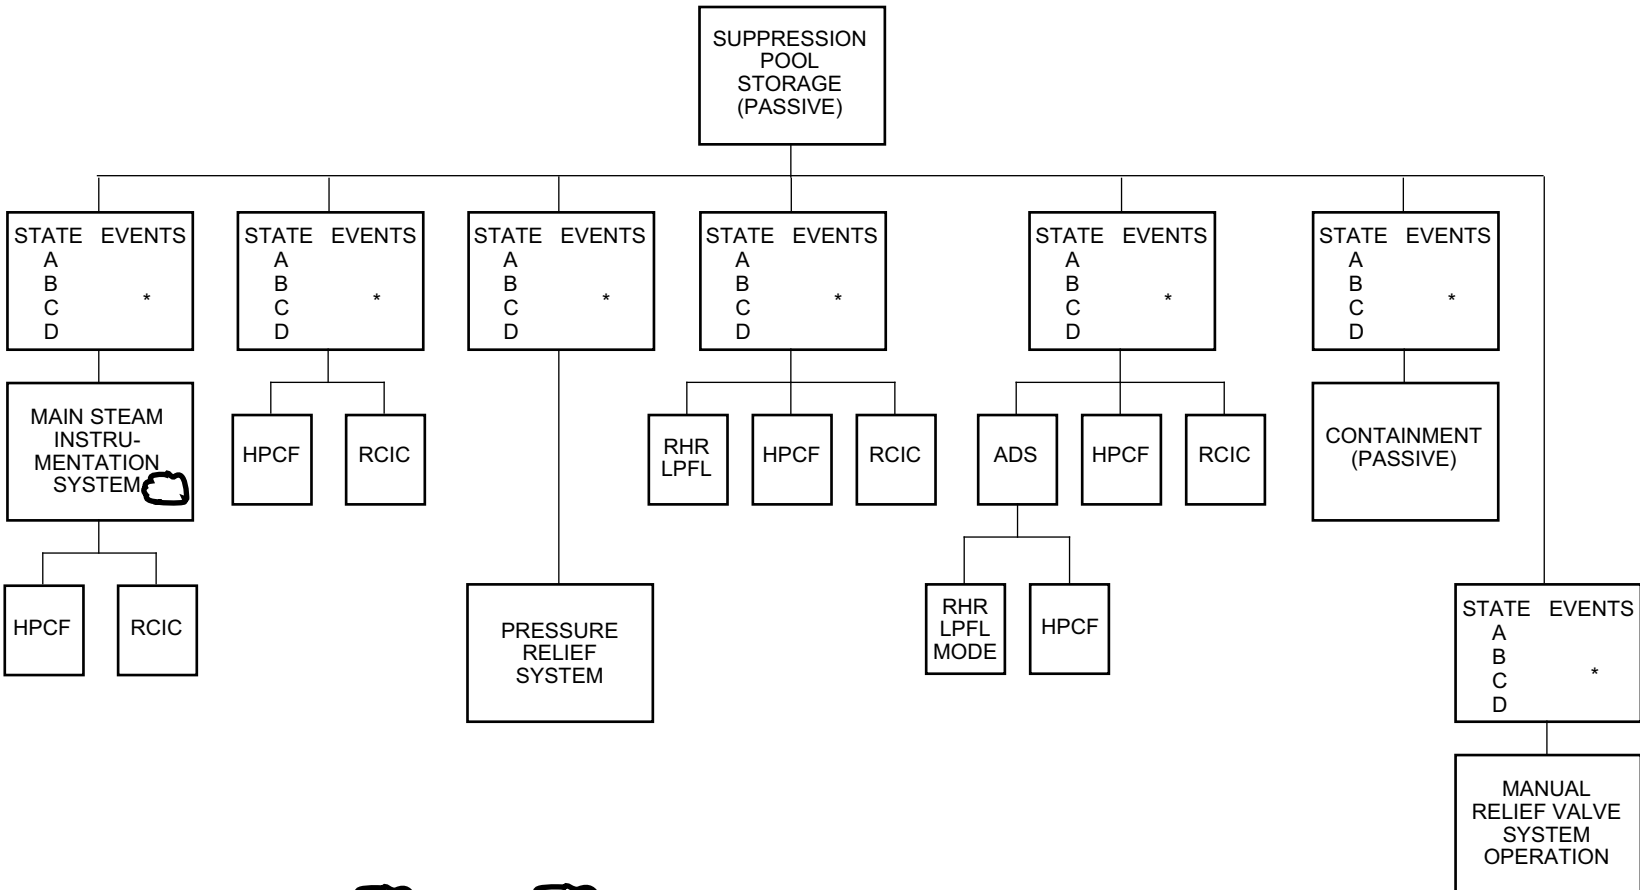 SUPPRESSION
POOL
STORAGE
(PASSIVE)
STATE EVENTS
A
B
C *
D
STATE EVENTS
A
B
C *
D
STATE EVENTS
A
B
C *
D
STATE EVENTS
A
B
C *
D
STATE EVENTS
A
B
C *
D
STATE EVENTS
A
B
C *
D
MAIN STEAM
INSTRU-
MENTATION
SYSTEM
HPCF
RCIC
RHR
LPFL
HPCF
RCIC
ADS
HPCF
RCIC
CONTAINMENT
(PASSIVE)
HPCF
RCIC
PRESSURE
RELIEF
SYSTEM
RHR
LPFL
MODE
HPCF
STATE EVENTS
A
B
C *
D
MANUAL
RELIEF VALVE
SYSTEM
OPERATION